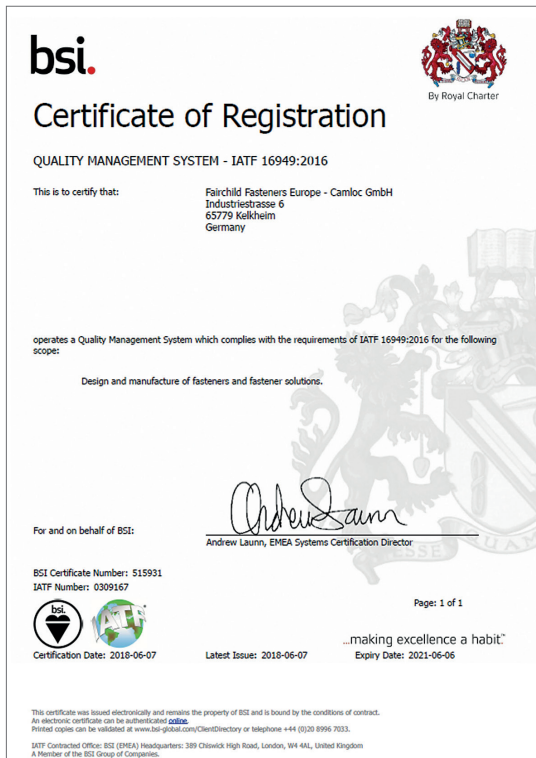 bsi.
By Royal Charter
Certificate of Registration
QUALITY MANAGEMENT SYSTEM - IATF 16949:2016
This is to certify that:
Fairchild Fasteners Europe - Camloc GmbH
Industriestrasse 6
65779 Kelkheim
Germany
operates a Quality Management System which complies with the requirements of IATF 16949:2016 for the following
scope:
Design and manufacture of fasteners and fastener solutions.
For and on behalf of BSI:
Andrew Launn, EMEA Systems Certification Director
BSI Certificate Number: 515931
IATF Number: 0309167
bsi.
IATF
Page: 1 of 1
...making excellence a habit.™
Certification Date: 2018-06-07
Latest Issue: 2018-06-07
Expiry Date: 2021-06-06
This certificate was issued electronically and remains the property of BSI and is bound by the conditions of contract.
An electronic certificate can be authenticated online.
Printed copies can be validated at www.bsi-global.com/ClientDirectory or telephone +44 (0)20 8996 7033.
IATF Contracted Office: BSI (EMEA) Headquarters: 389 Chiswick High Road, London, W4 4AL, United Kingdom
A Member of the BSI Group of Companies.